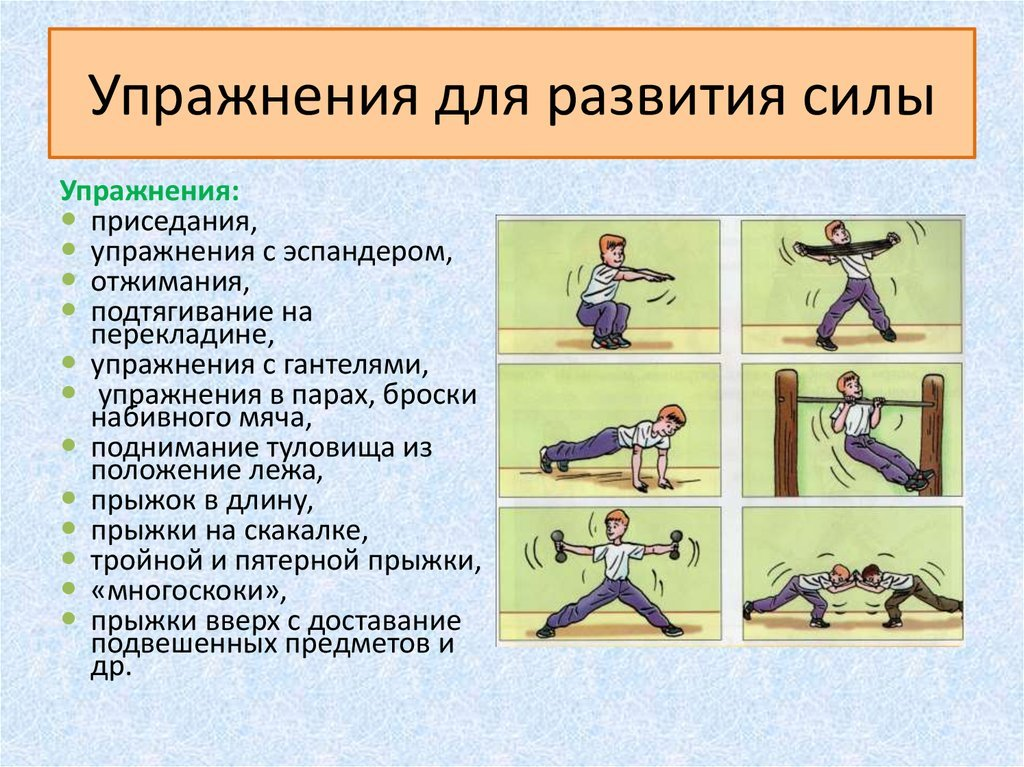 Упражнения для развития силы
Упражнения:
• приседания,
• упражнения с эспандером,
• отжимания,
• подтягивание на
перекладине,
• упражнения с гантелями,
• упражнения в парах, броски
набивного мяча,
• поднимание туловища из
положение лежа,
• прыжок в длину,
• прыжки на скакалке,
• тройной и пятерной прыжки,
• «многоскоки»,
• прыжки вверх с доставание
подвешенных предметов и
др.